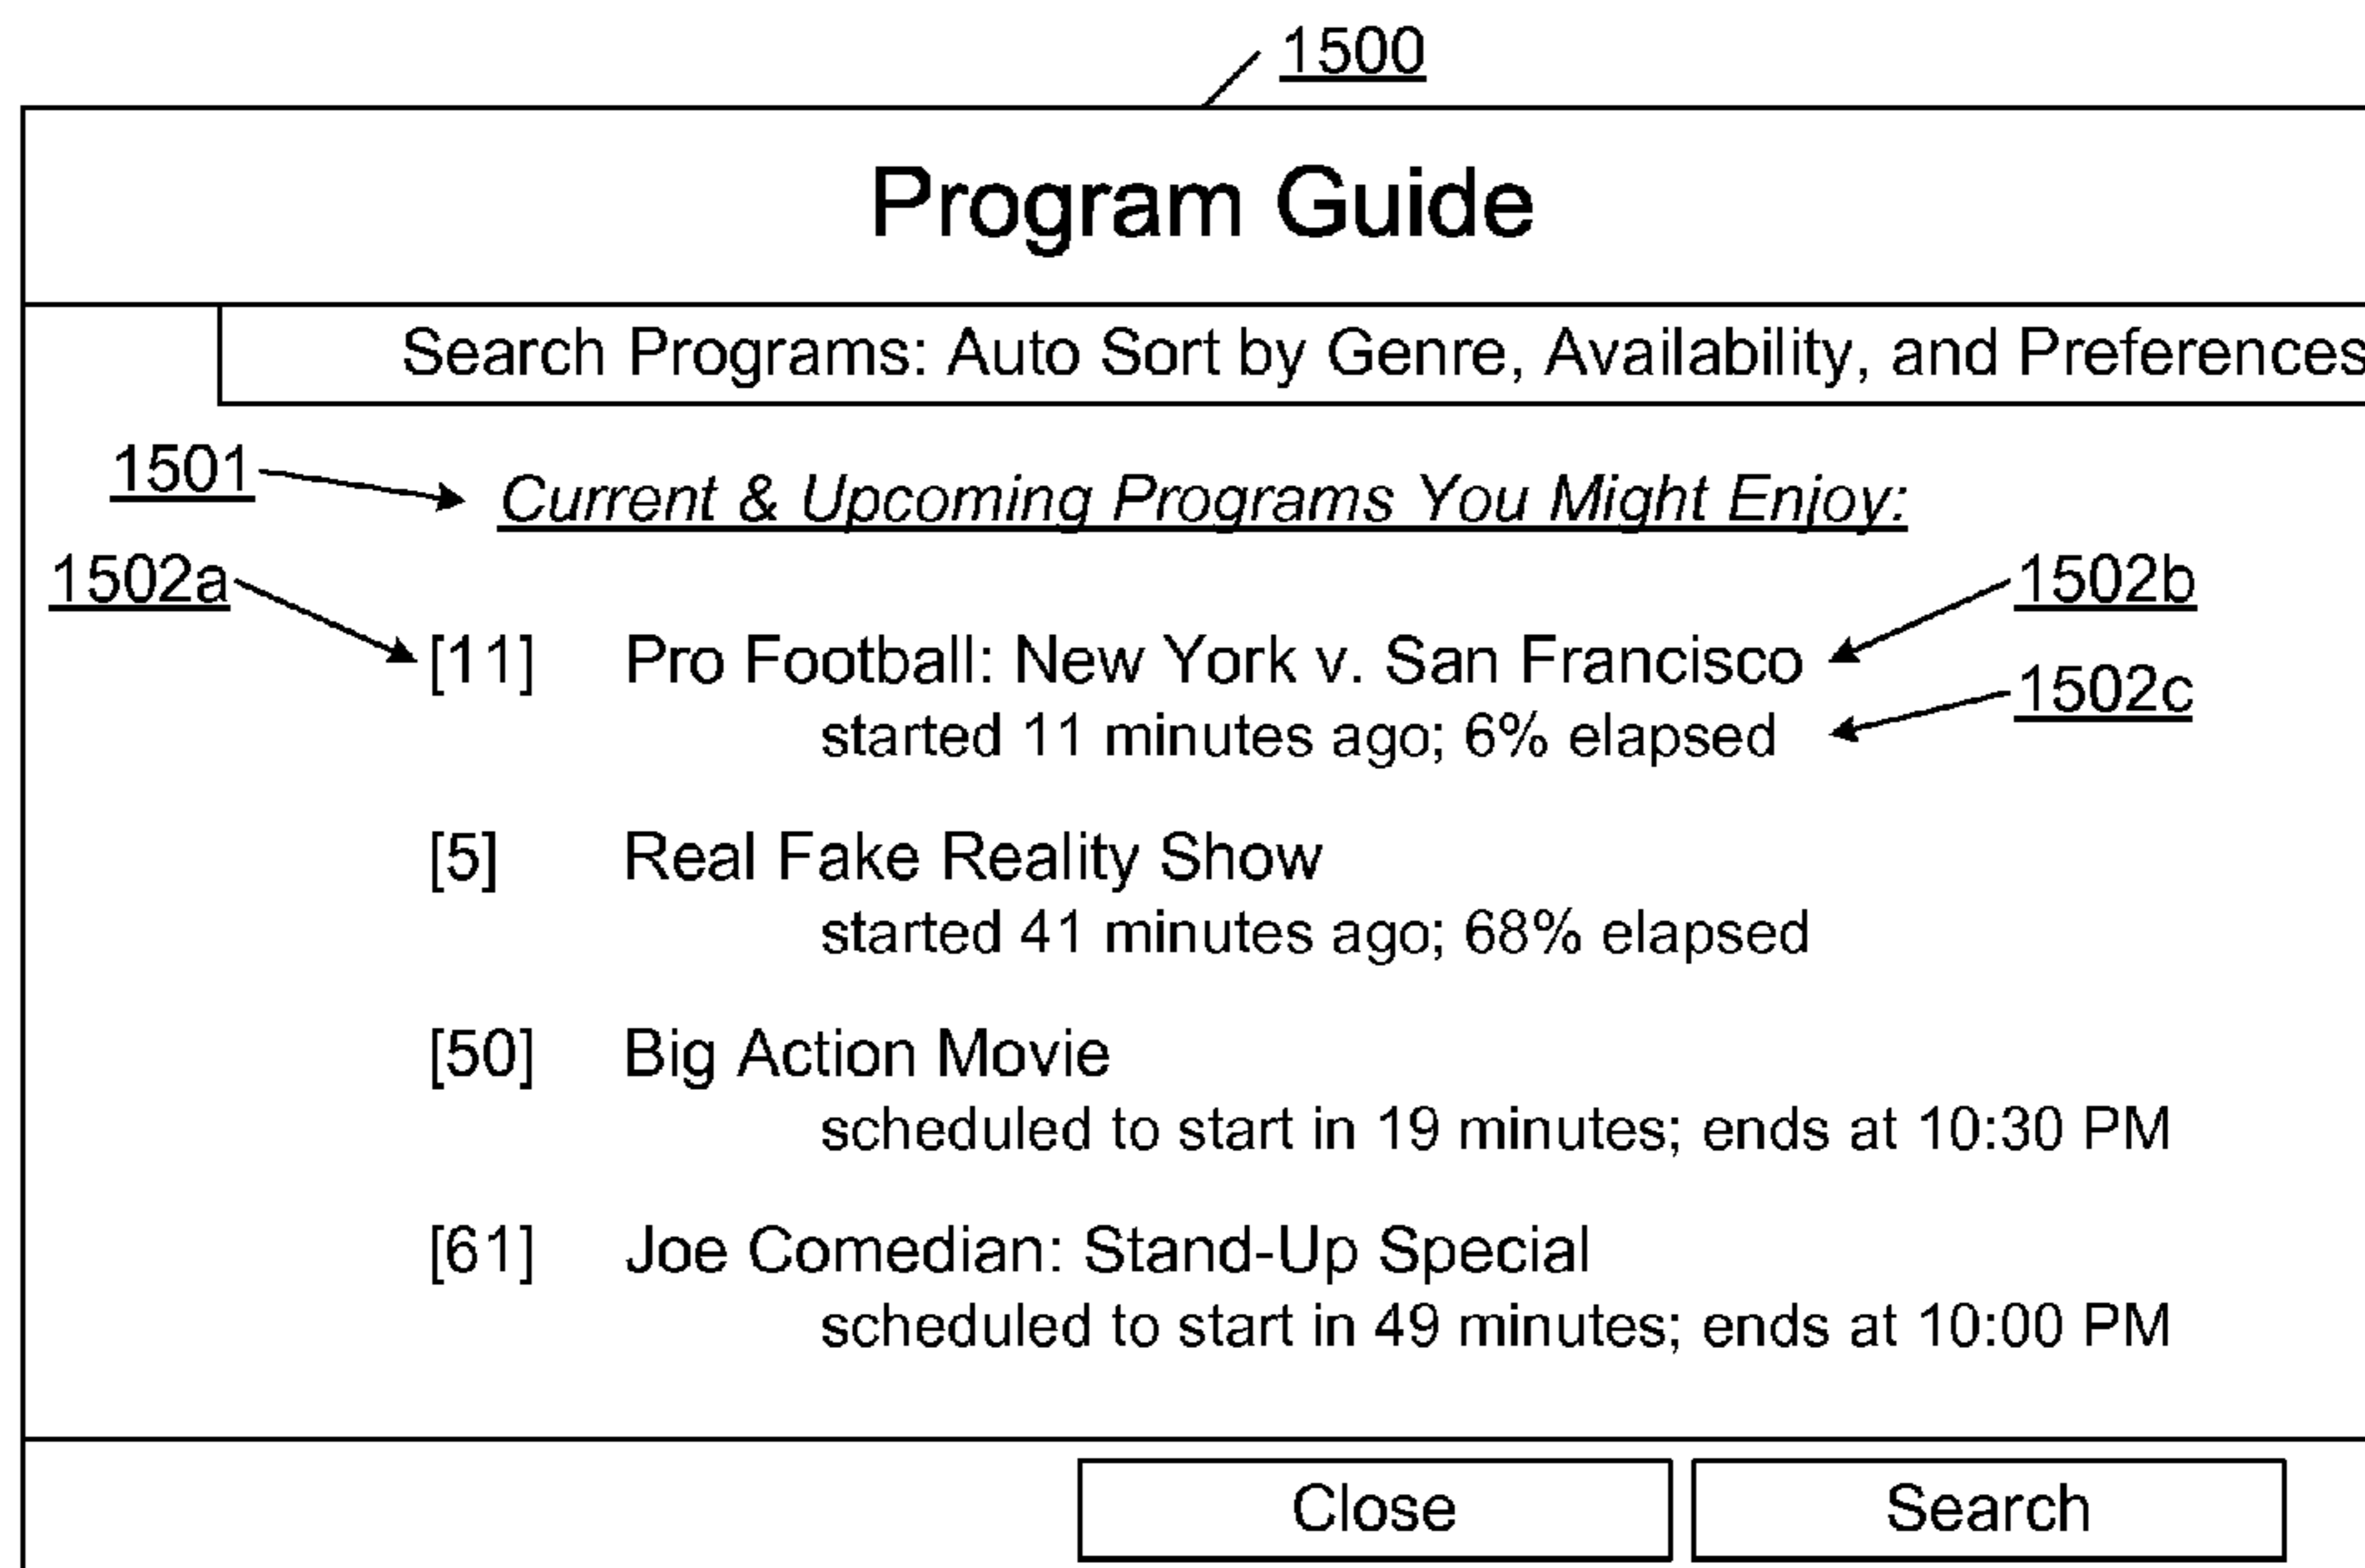 1500
Program Guide
Search Programs: Auto Sort by Genre, Availability, and Preferences
1501
Current & Upcoming Programs You Might Enjoy:
1502a
1502b
[11] Pro Football: New York v. San Francisco
1502c
started 11 minutes ago; 6% elapsed
[5] Real Fake Reality Show
started 41 minutes ago; 68% elapsed
[50] Big Action Movie
scheduled to start in 19 minutes; ends at 10:30 PM
[61] Joe Comedian: Stand-Up Special
scheduled to start in 49 minutes; ends at 10:00 PM
Close Search